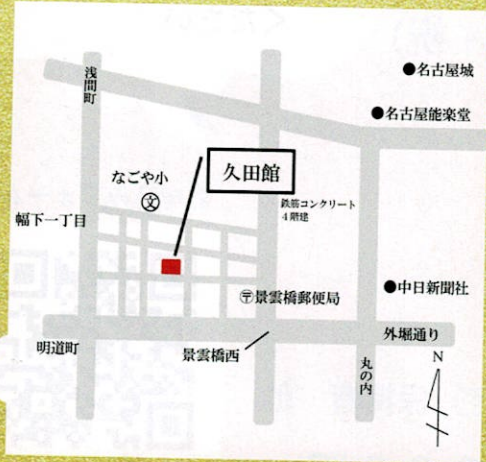 ●名古屋城
浅間町
●名古屋能楽堂
なごや小
文
久田館
鉄筋コンクリート
4階建
幅下一丁目
●中日新聞社
〒景雲橋郵便局
外堀通り
明道町
景雲橋西
丸の内
N